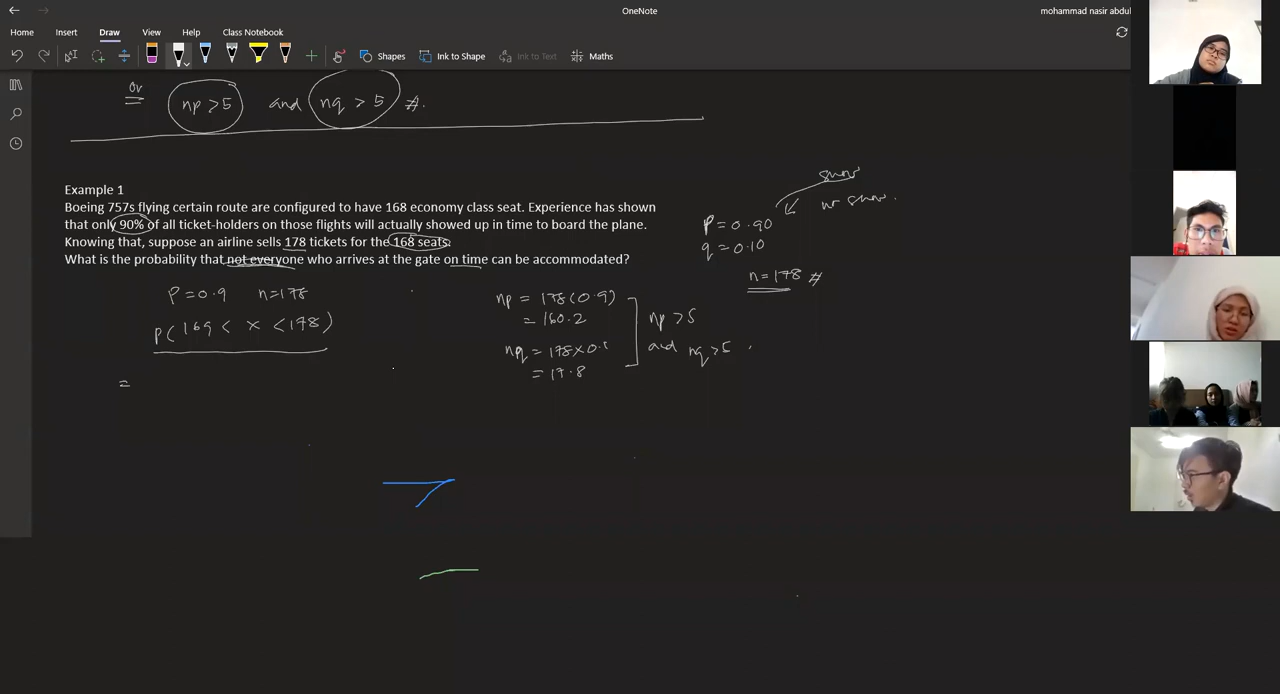 OneNote
mohammad nasir abdul
Home Insert Draw View Help Class Notebook
Shapes Ink to Shape Ink to Text Maths
Or
np > 5 and nq > 5 #.
Example 1
Boeing 757s flying certain route are configured to have 168 economy class seat. Experience has shown
that only 90% of all ticket-holders on those flights will actually showed up in time to board the plane.
Knowing that, suppose an airline sells 178 tickets for the 168 seats.
What is the probability that not everyone who arrives at the gate on time can be accommodated?
show
no show.
P = 0.90
q = 0.10
n = 178 #
P = 0.9 n = 178
P( 169 < x < 178 )
=
np = 178(0.9)
= 160.2
nq = 178 x 0.1
= 17.8
np > 5
and nq > 5